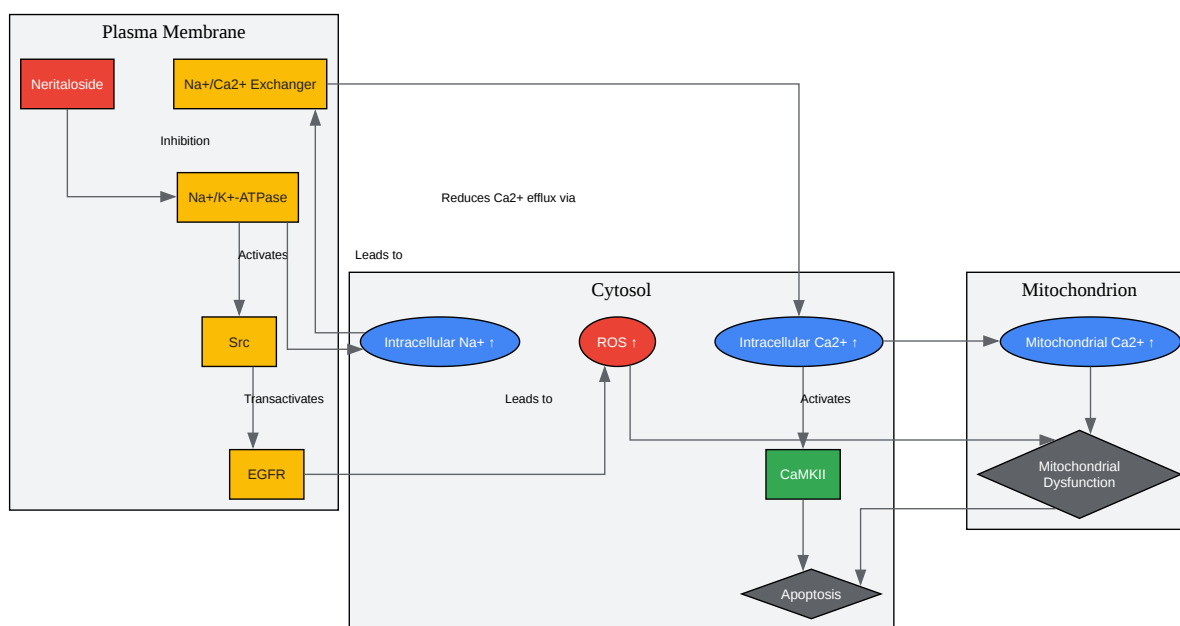 Plasma Membrane
Neritaloside
Na+/Ca2+ Exchanger
Inhibition
Na+/K+-ATPase
Reduces Ca2+ efflux via
Activates
Leads to
Cytosol
Mitochondrion
Src
Intracellular Na+ ↑
ROS ↑
Intracellular Ca2+ ↑
Mitochondrial Ca2+ ↑
Transactivates
Leads to
Activates
EGFR
CaMKII
Mitochondrial
Dysfunction
Apoptosis